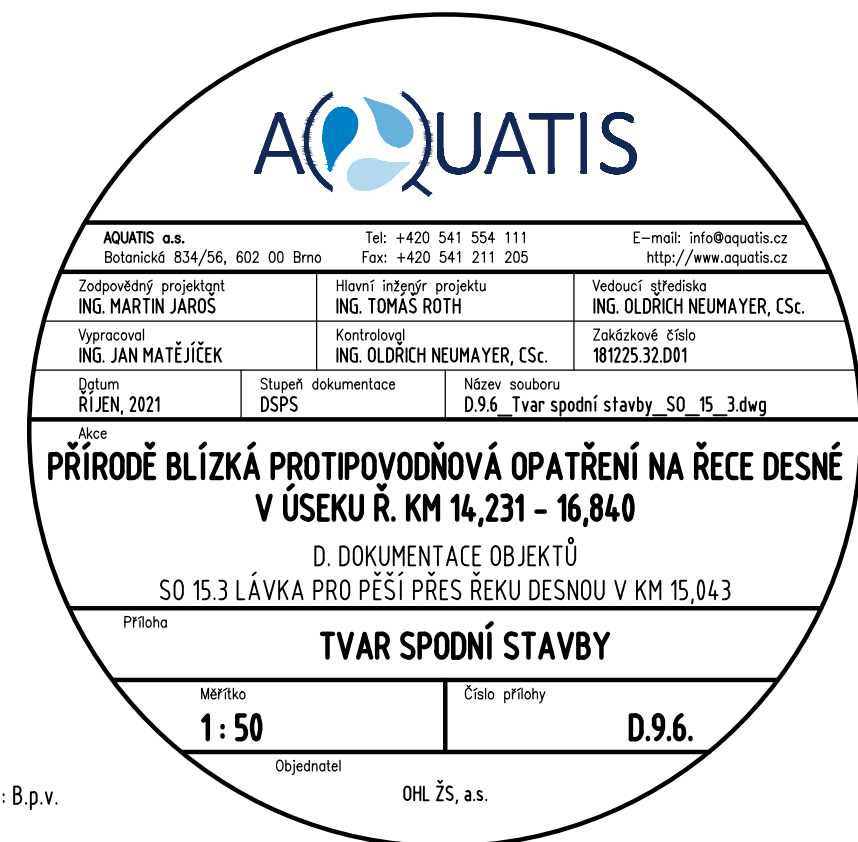 AQUATIS
AQUATIS a.s.
Botanická 834/56, 602 00 Brno
Tel: +420 541 554 111
Fax: +420 541 211 205
E-mail: info@aquatis.cz
http://www.aquatis.cz
Zodpovědný projektant
ING. MARTIN JAROŠ
Hlavní inženýr projektu
ING. TOMÁŠ ROTH
Vedoucí střediska
ING. OLDŘICH NEUMAYER, CSc.
Vypracoval
ING. JAN MATĚJÍČEK
Kontroloval
ING. OLDŘICH NEUMAYER, CSc.
Zakázkové číslo
181225.32.D01
Datum
ŘÍJEN, 2021
Stupeň dokumentace
DSPS
Název souboru
D.9.6_Tvar spodní stavby_SO_15_3.dwg
Akce
PŘÍRODĚ BLÍZKÁ PROTIPOVODŇOVÁ OPATŘENÍ NA ŘECE DESNÉ
V ÚSEKU Ř. KM 14,231 - 16,840
D. DOKUMENTACE OBJEKTŮ
SO 15.3 LÁVKA PRO PĚŠÍ PŘES ŘEKU DESNOU V KM 15,043
Příloha
TVAR SPODNÍ STAVBY
Měřítko
1 : 50
Číslo přílohy
D.9.6.
Objednatel
OHL ŽS, a.s.
: B.p.v.